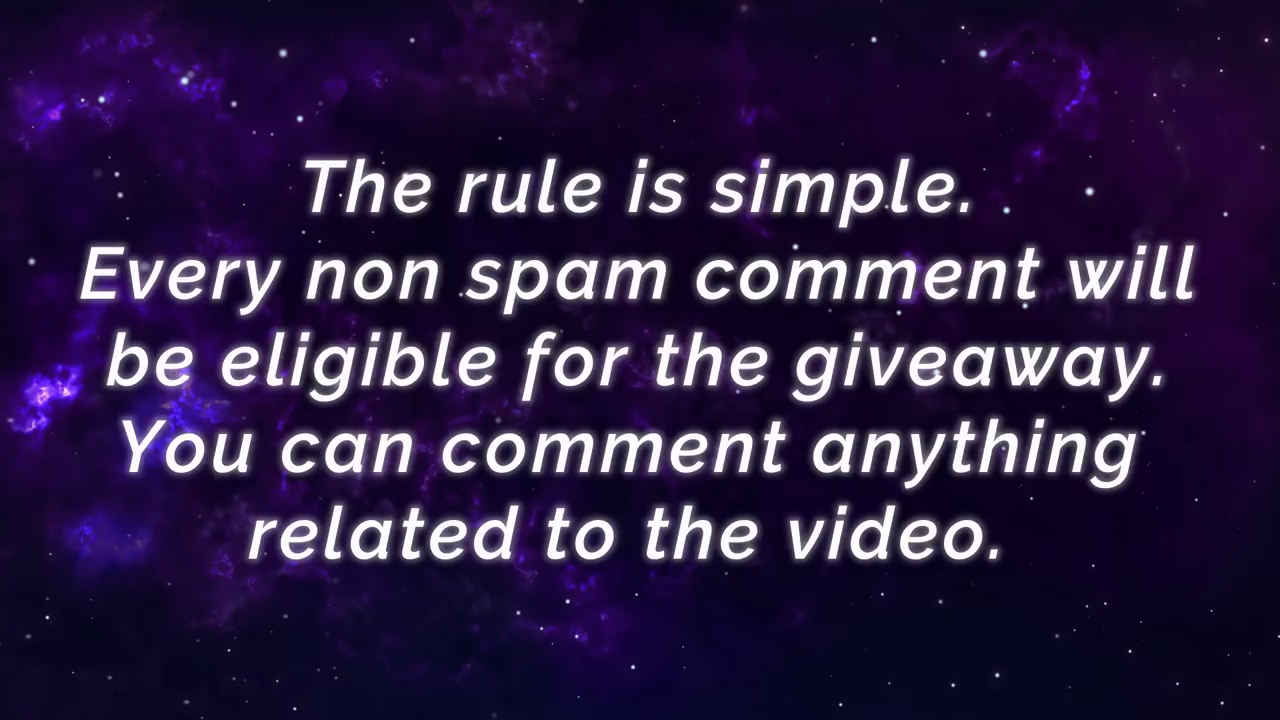 The rule is simple.
Every non spam comment will
be eligible for the giveaway.
You can comment anything
related to the video.